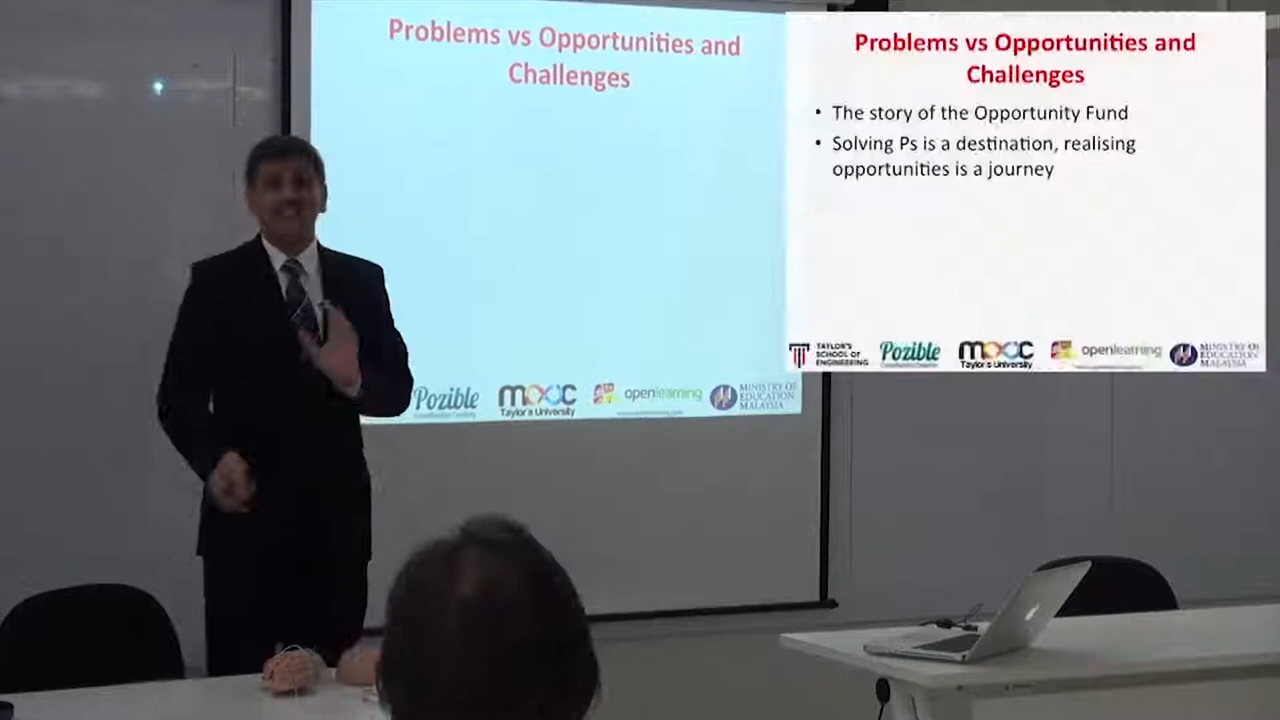 Problems vs Opportunities and
Challenges
Pozible
mooc
Taylor's University
openlearning
MINISTRY OF
EDUCATION
MALAYSIA
Problems vs Opportunities and
Challenges
• The story of the Opportunity Fund
• Solving Ps is a destination, realising
opportunities is a journey
TAYLOR'S
SCHOOL OF
ENGINEERING
Pozible
mooc
Taylor's University
openlearning
MINISTRY OF
EDUCATION
MALAYSIA